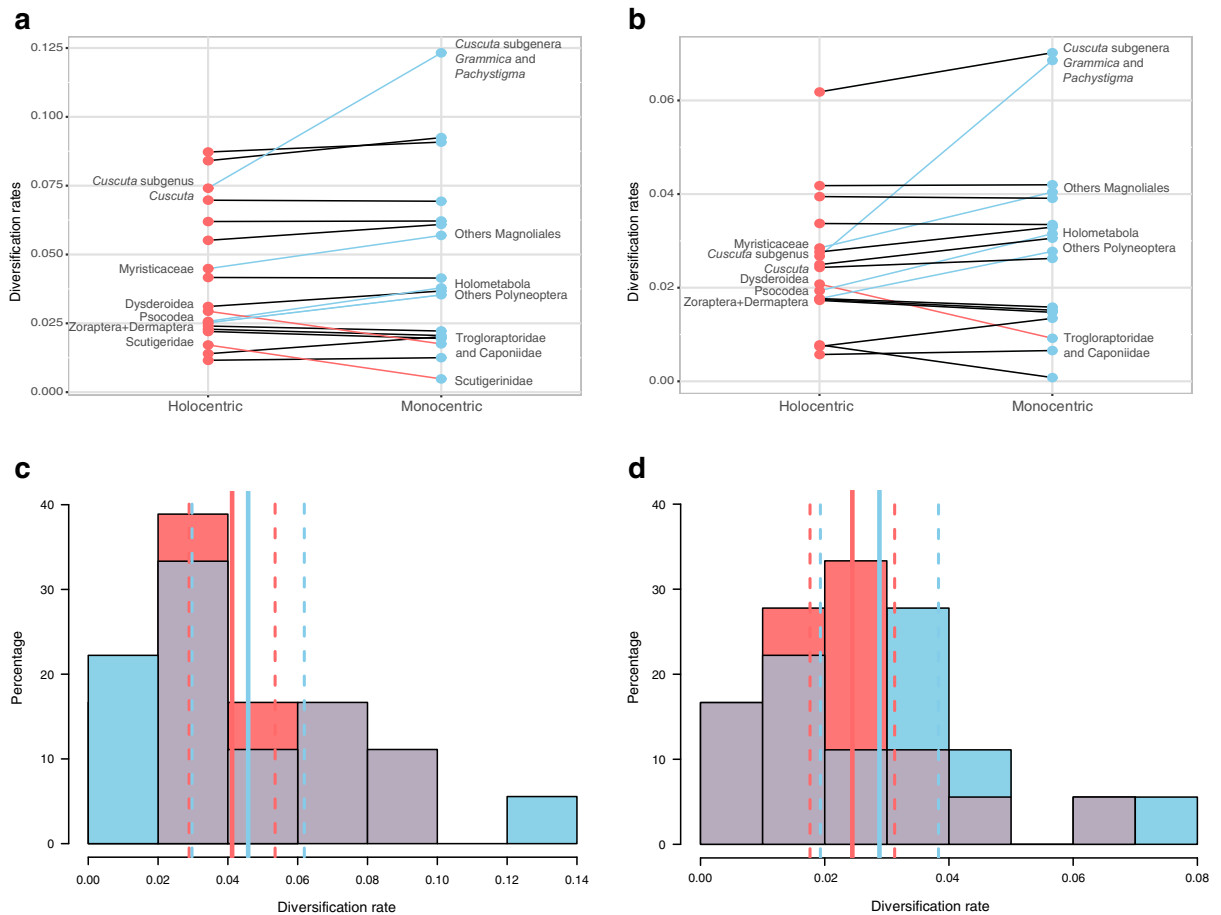 a
Diversification rates
0.125
0.100
0.075
0.050
0.025
0.000
Cuscuta subgenus
Cuscuta
Myristicaceae
Dysderoidea
Psocodea
Zoraptera+Dermaptera
Scutigeridae
Cuscuta subgenera
Grammica and
Pachystigma
Others Magnoliales
Holometabola
Others Polyneoptera
Trogloraptoridae
and Caponiidae
Scutigerinidae
Holocentric
Monocentric
b
Diversification rates
0.06
0.04
0.02
0.00
Myristicaceae
Cuscuta subgenus
Cuscuta
Dysderoidea
Psocodea
Zoraptera+Dermaptera
Cuscuta subgenera
Grammica and
Pachystigma
Others Magnoliales
Holometabola
Others Polyneoptera
Trogloraptoridae
and Caponiidae
Holocentric
Monocentric
c
Percentage
40
30
20
10
0
0.00 0.02 0.04 0.06 0.08 0.10 0.12 0.14
Diversification rate
d
Percentage
40
30
20
10
0
0.00 0.02 0.04 0.06 0.08
Diversification rate